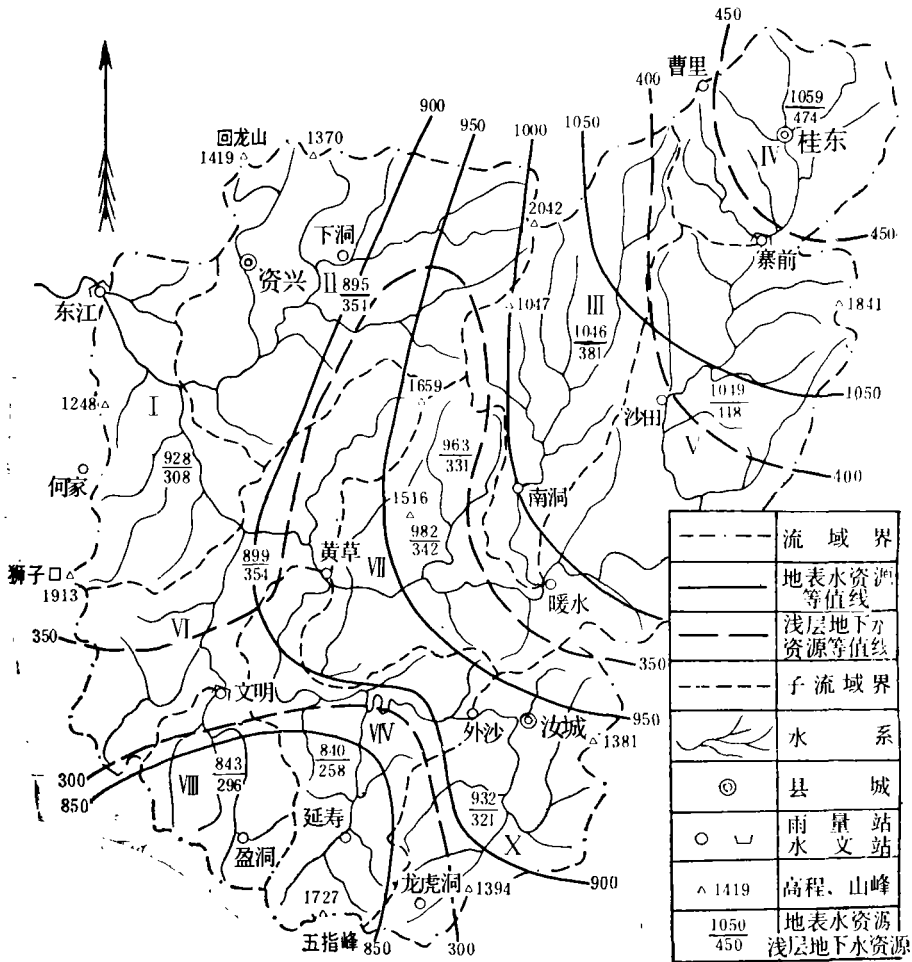 450
曹里
400
1059
474
桂东
Ⅳ
900
950
1000
1050
回龙山
1419
1370
2042
450
寨前
下洞
资兴
Ⅱ
895
351
东江
1047
Ⅲ
1046
381
1841
1248
Ⅰ
1659
沙田
1049
418
1050
Ⅴ
928
308
963
331
400
何家
1516
南洞
982
342
899
354
黄草
Ⅶ
狮子口
1913
暖水
Ⅵ
350
350
文明
950
外沙
汝城
1381
Ⅷ
843
296
840
258
300
850
932
321
延寿
盈洞
Ⅹ
龙虎洞
1394
900
1727
五指峰
850
300
流域界
地表水资源
等值线
浅层地下水
资源等值线
子流域界
水系
县城
雨量站
水文站
1419
高程、山峰
1050
450
地表水资源
浅层地下水资源